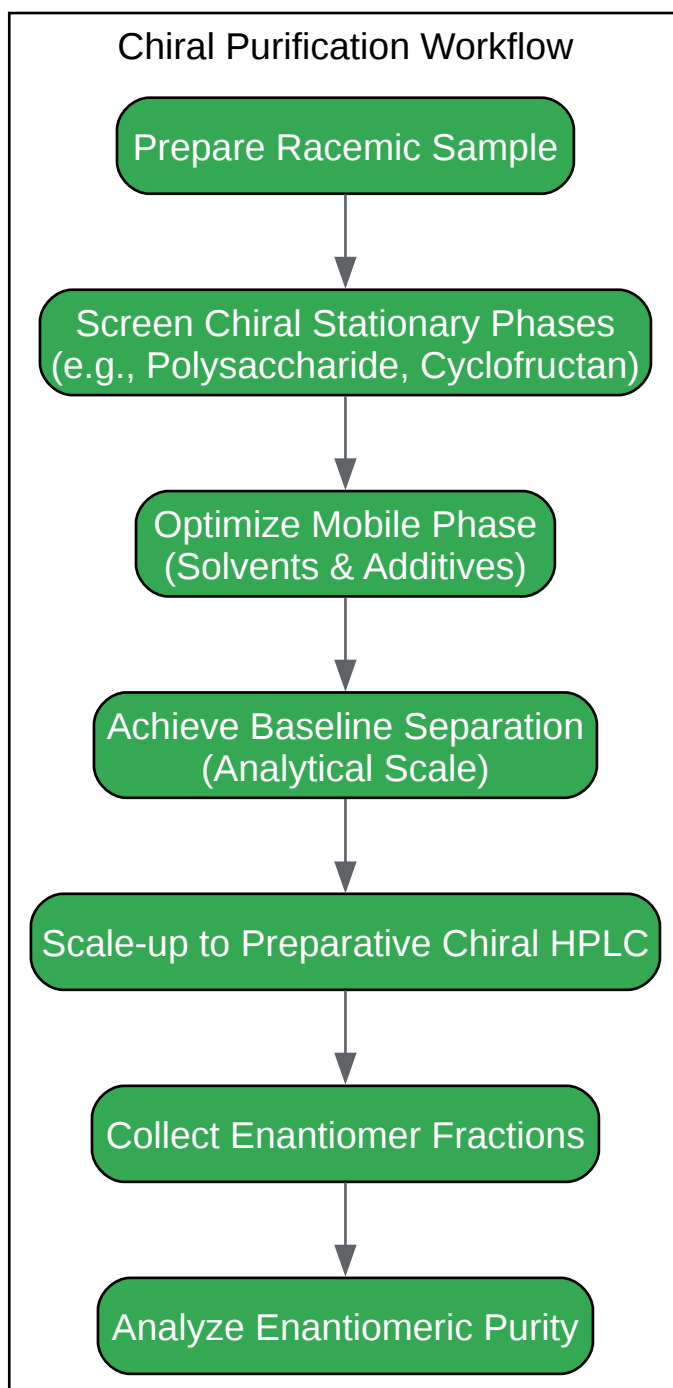 Chiral Purification Workflow
Prepare Racemic Sample
Screen Chiral Stationary Phases
(e.g., Polysaccharide, Cyclofructan)
Optimize Mobile Phase
(Solvents & Additives)
Achieve Baseline Separation
(Analytical Scale)
Scale-up to Preparative Chiral HPLC
Collect Enantiomer Fractions
Analyze Enantiomeric Purity